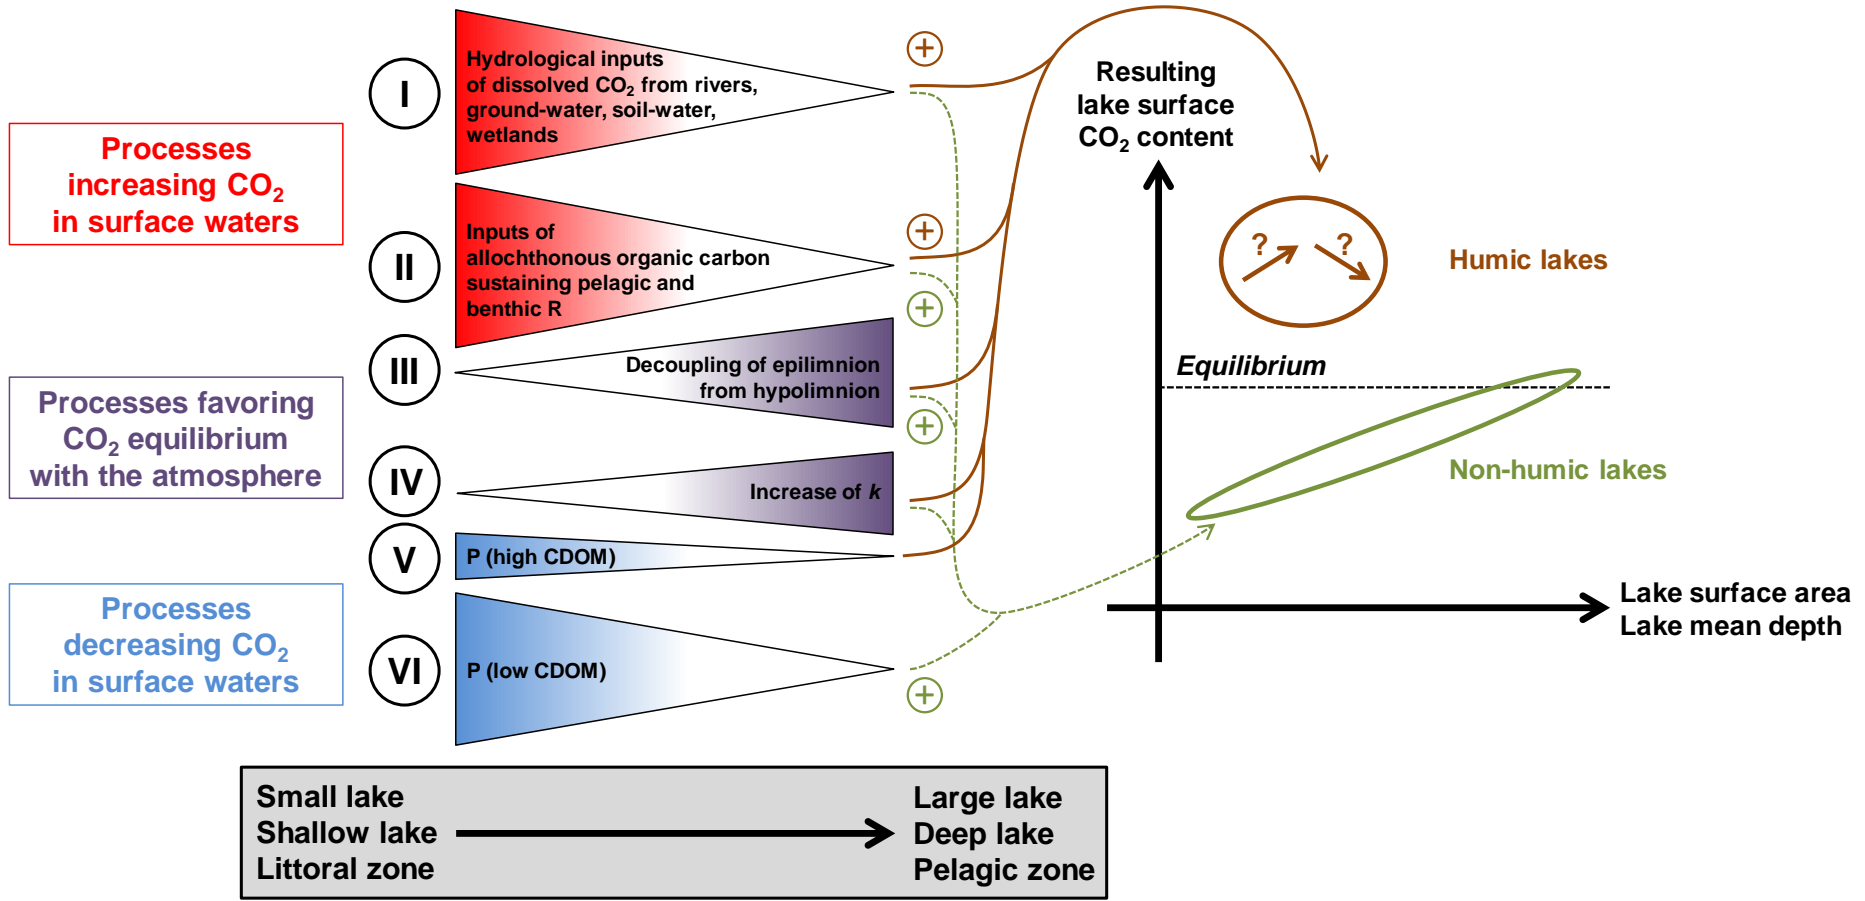 Processes
increasing CO₂
in surface waters
Processes favoring
CO₂ equilibrium
with the atmosphere
Processes
decreasing CO₂
in surface waters
I
Hydrological inputs
of dissolved CO₂ from rivers,
ground-water, soil-water,
wetlands
II
Inputs of
allochthonous organic carbon
sustaining pelagic and
benthic R
III
Decoupling of epilimnion
from hypolimnion
IV
Increase of k
V
P (high CDOM)
VI
P (low CDOM)
+
+
+
+
+
Resulting
lake surface
CO₂ content
? ?
Humic lakes
Equilibrium
Non-humic lakes
Lake surface area
Lake mean depth
Small lake
Shallow lake
Littoral zone
Large lake
Deep lake
Pelagic zone